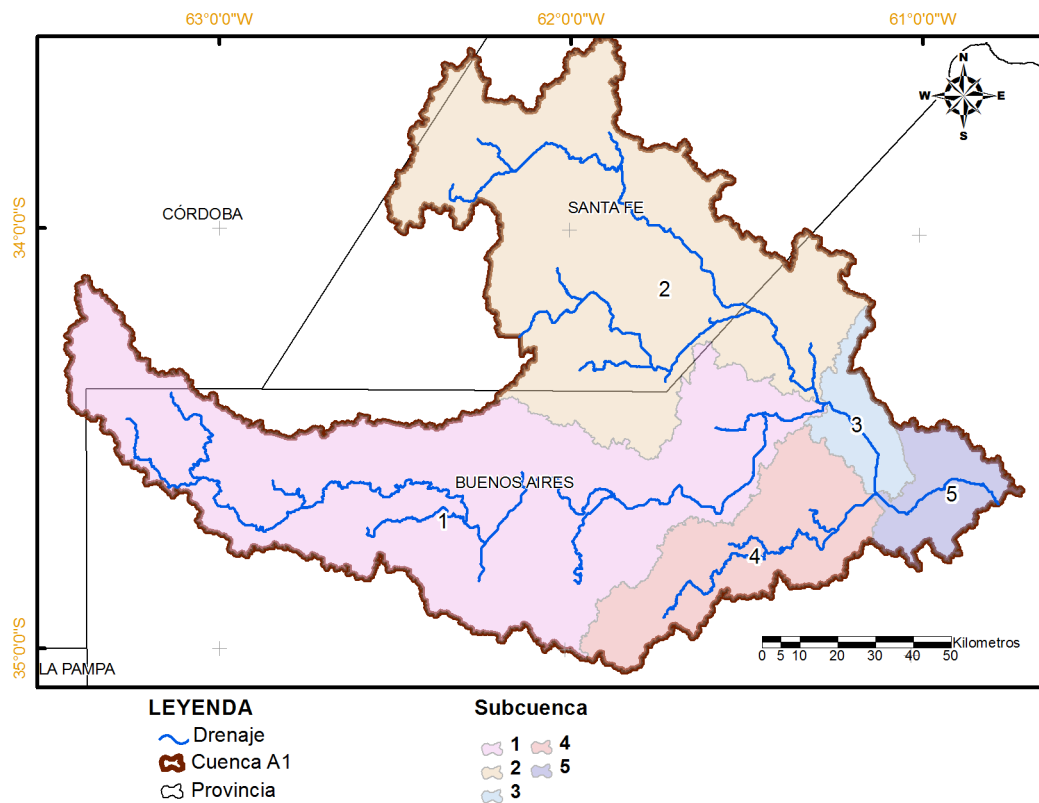 63°0'0"W 62°0'0"W 61°0'0"W
N
W E
S
34°0'0"S
CÓRDOBA
SANTA FE
2
3
BUENOS AIRES
5
1
4
35°0'0"S
LA PAMPA
Kilometros
0 5 10 20 30 40 50
LEYENDA
Drenaje
Cuenca A1
Provincia
Subcuenca
1 4
2 5
3